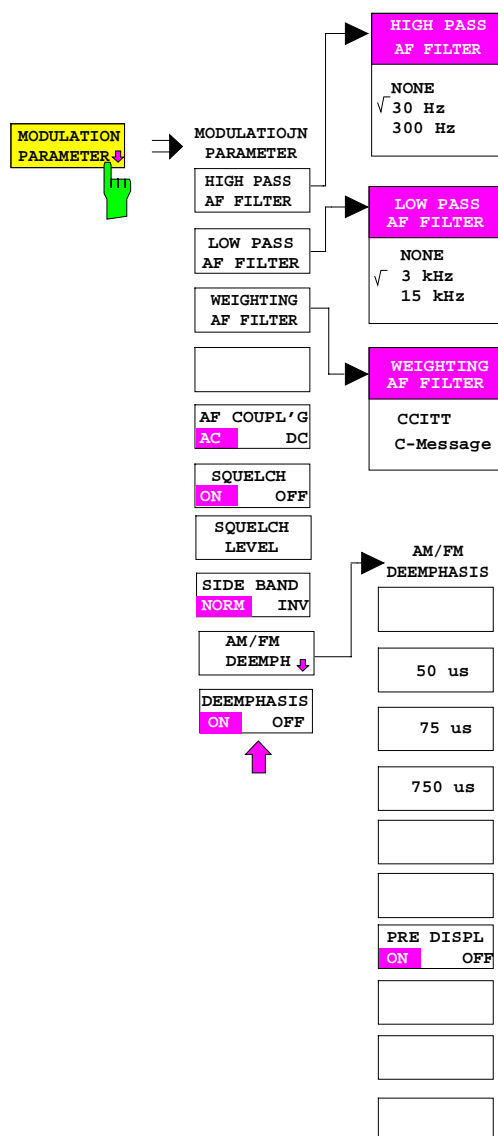 MODULATION
PARAMETER
MODULATIOJN
PARAMETER
HIGH PASS
AF FILTER
LOW PASS
AF FILTER
WEIGHTING
AF FILTER
AF COUPL'G
AC DC
SQUELCH
ON OFF
SQUELCH
LEVEL
SIDE BAND
NORM INV
AM/FM
DEEMPH
DEEMPHASIS
ON OFF
HIGH PASS
AF FILTER
NONE
√ 30 Hz
300 Hz
LOW PASS
AF FILTER
NONE
√ 3 kHz
15 kHz
WEIGHTING
AF FILTER
CCITT
C-Message
AM/FM
DEEMPHASIS
50 us
75 us
750 us
PRE DISPL
ON OFF